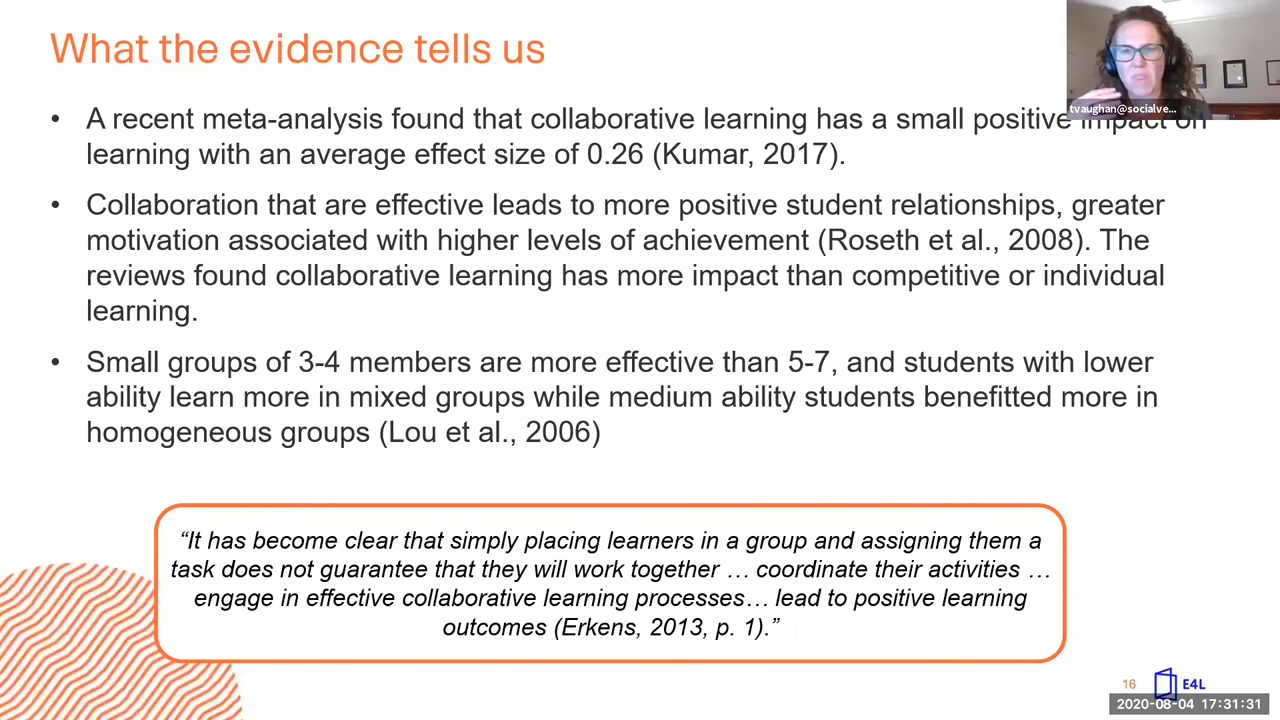 What the evidence tells us
tvaughan@socialve...
• A recent meta-analysis found that collaborative learning has a small positive impact on
learning with an average effect size of 0.26 (Kumar, 2017).
• Collaboration that are effective leads to more positive student relationships, greater
motivation associated with higher levels of achievement (Roseth et al., 2008). The
reviews found collaborative learning has more impact than competitive or individual
learning.
• Small groups of 3-4 members are more effective than 5-7, and students with lower
ability learn more in mixed groups while medium ability students benefitted more in
homogeneous groups (Lou et al., 2006)
“It has become clear that simply placing learners in a group and assigning them a
task does not guarantee that they will work together … coordinate their activities …
engage in effective collaborative learning processes… lead to positive learning
outcomes (Erkens, 2013, p. 1).”
16
E4L
2020-08-04 17:31:31